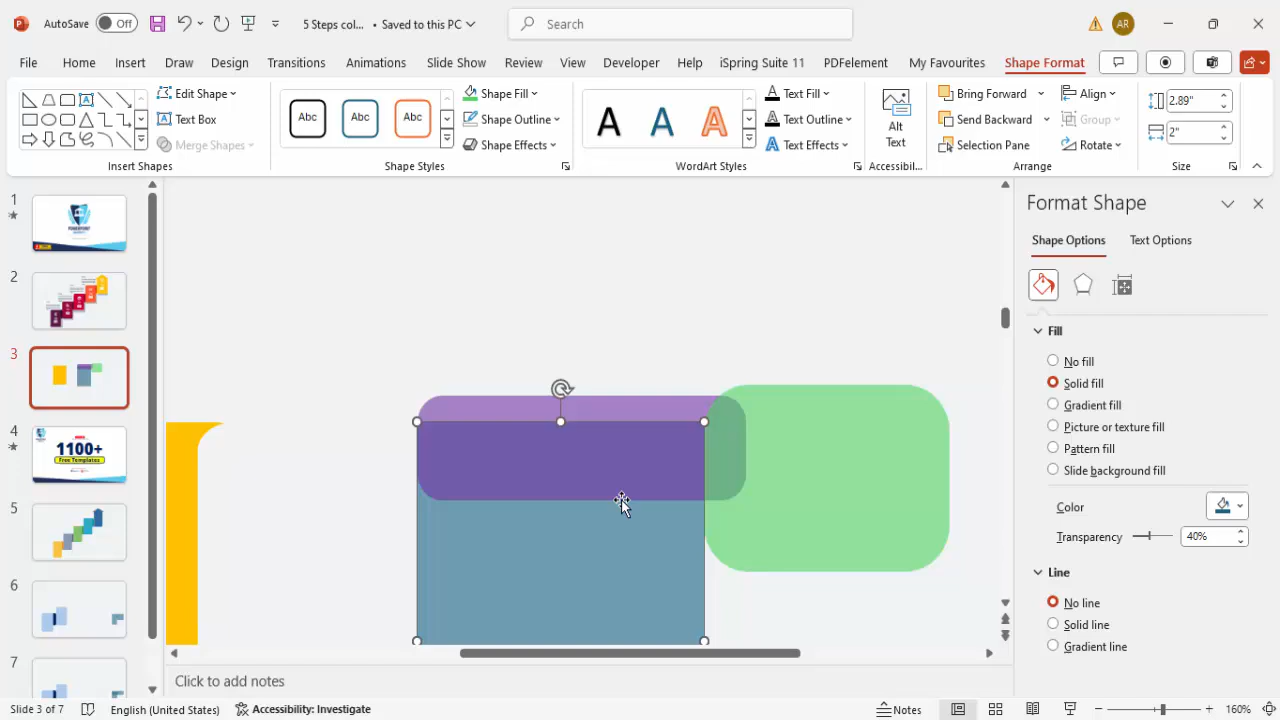 AutoSave Off 5 Steps col... • Saved to this PC Search AR
File Home Insert Draw Design Transitions Animations Slide Show Review View Developer Help iSpring Suite 11 PDFelement My Favourites Shape Format
Edit Shape
Text Box
Merge Shapes
Insert Shapes
Abc Abc Abc
Shape Fill
Shape Outline
Shape Effects
Shape Styles
A A A
Text Fill
Text Outline
Text Effects
WordArt Styles
Alt
Text
Accessibil...
Bring Forward
Send Backward
Selection Pane
Align
Group
Rotate
Arrange
2.89"
2"
Size
1
2
3
4
1100+
Free Templates
5
6
7
Format Shape
Shape Options Text Options
Fill
No fill
Solid fill
Gradient fill
Picture or texture fill
Pattern fill
Slide background fill
Color
Transparency 40%
Line
No line
Solid line
Gradient line
Click to add notes
Slide 3 of 7 English (United States) Accessibility: Investigate Notes 160%